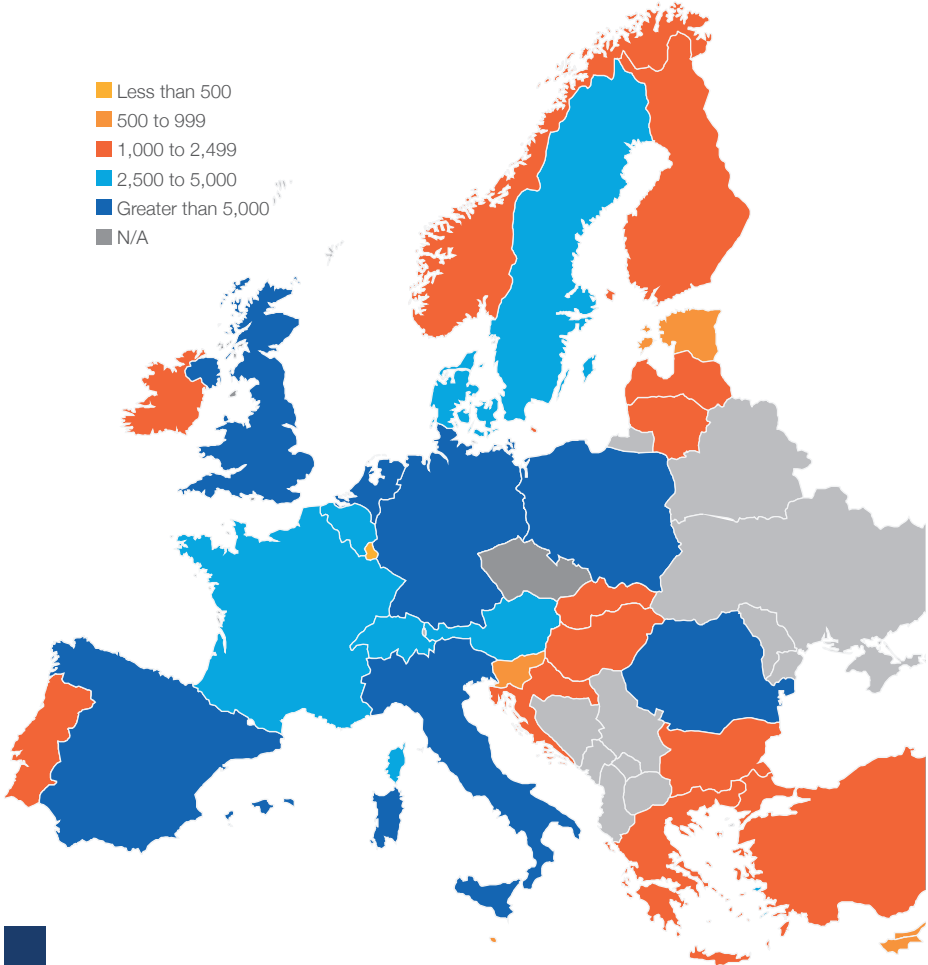 Less than 500
500 to 999
1,000 to 2,499
2,500 to 5,000
Greater than 5,000
N/A